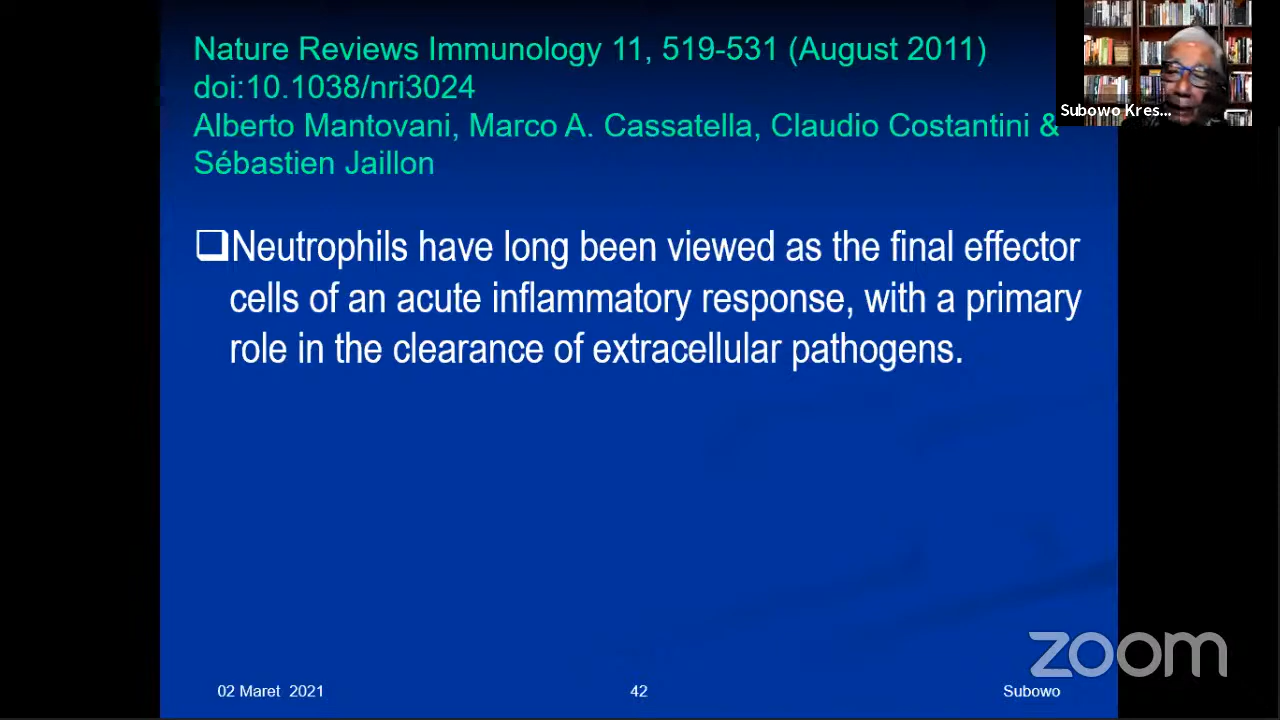 Nature Reviews Immunology 11, 519-531 (August 2011)
doi:10.1038/nri3024
Alberto Mantovani, Marco A. Cassatella, Claudio Costantini &
Sébastien Jaillon
Subowo Kres...
❑Neutrophils have long been viewed as the final effector
cells of an acute inflammatory response, with a primary
role in the clearance of extracellular pathogens.
zoom
02 Maret 2021
42
Subowo